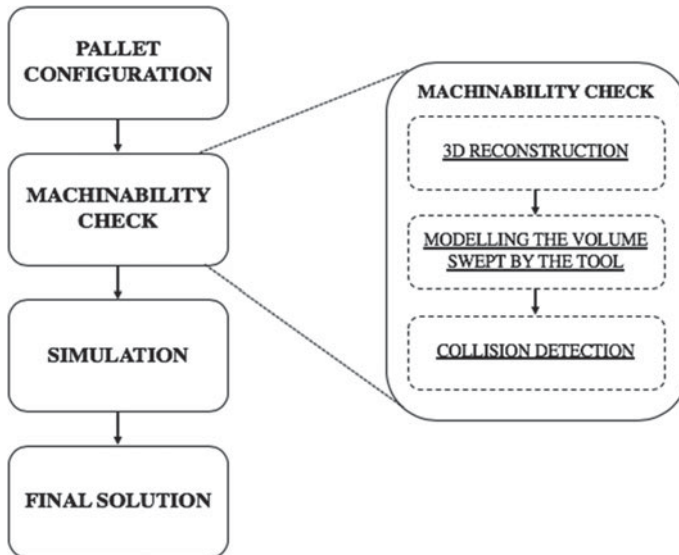 PALLET
CONFIGURATION
MACHINABILITY
CHECK
SIMULATION
FINAL SOLUTION
MACHINABILITY CHECK
3D RECONSTRUCTION
MODELLING THE VOLUME
SWEPT BY THE TOOL
COLLISION DETECTION